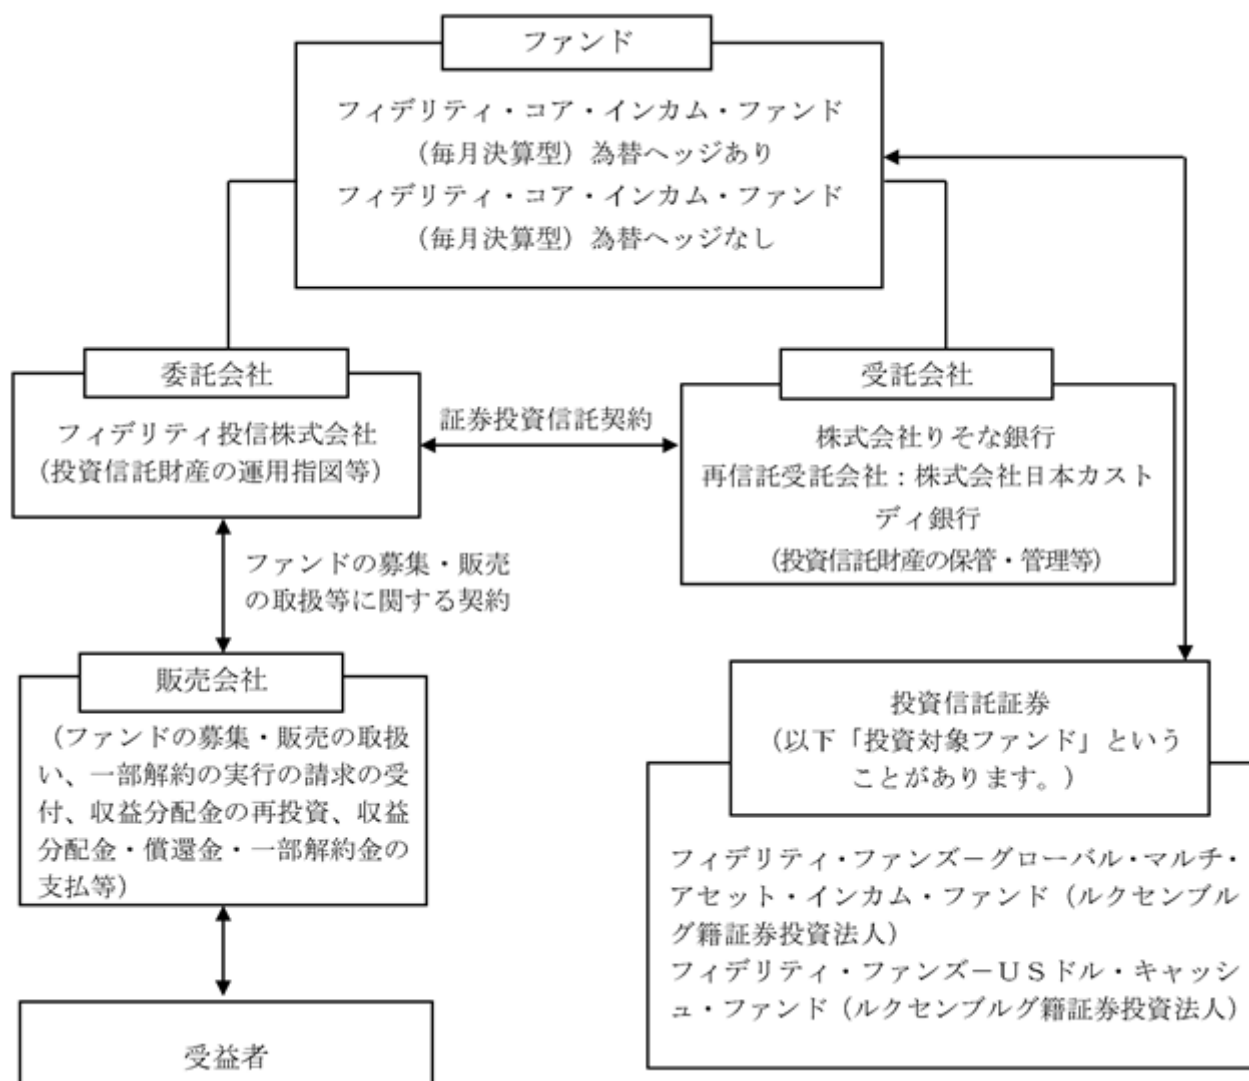 ファンド
フィデリティ・コア・インカム・ファンド
（毎月決算型）為替ヘッジあり
フィデリティ・コア・インカム・ファンド
（毎月決算型）為替ヘッジなし
委託会社
フィデリティ投信株式会社
（投資信託財産の運用指図等）
証券投資信託契約
受託会社
株式会社りそな銀行
再信託受託会社：株式会社日本カスト
ディ銀行
（投資信託財産の保管・管理等）
ファンドの募集・販売
の取扱等に関する契約
販売会社
（ファンドの募集・販売の取扱
い、一部解約の実行の請求の受
付、収益分配金の再投資、収益
分配金・償還金・一部解約金の
支払等）
受益者
投資信託証券
（以下「投資対象ファンド」という
ことがあります。）
フィデリティ・ファンズ－グローバル・マルチ・
アセット・インカム・ファンド（ルクセンブル
グ籍証券投資法人）
フィデリティ・ファンズ－ＵＳドル・キャッシ
ュ・ファンド（ルクセンブルグ籍証券投資法人）